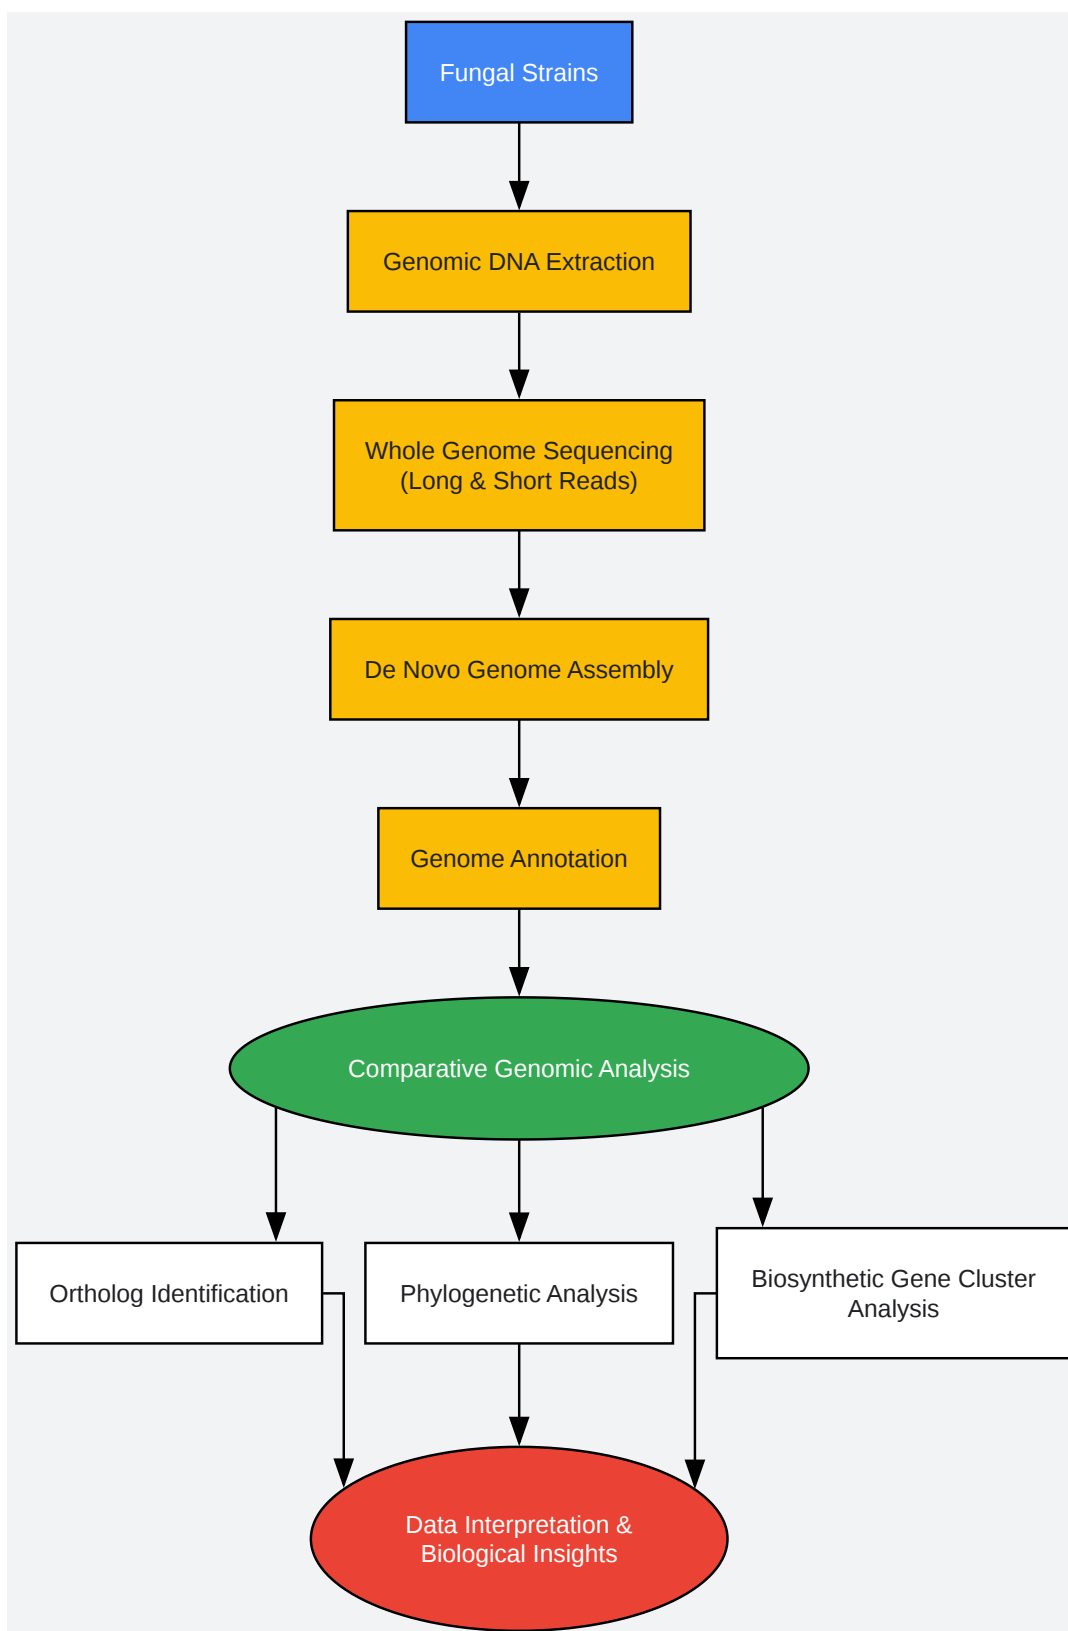 Fungal Strains
Genomic DNA Extraction
Whole Genome Sequencing
(Long & Short Reads)
De Novo Genome Assembly
Genome Annotation
Comparative Genomic Analysis
Ortholog Identification
Phylogenetic Analysis
Biosynthetic Gene Cluster
Analysis
Data Interpretation &
Biological Insights